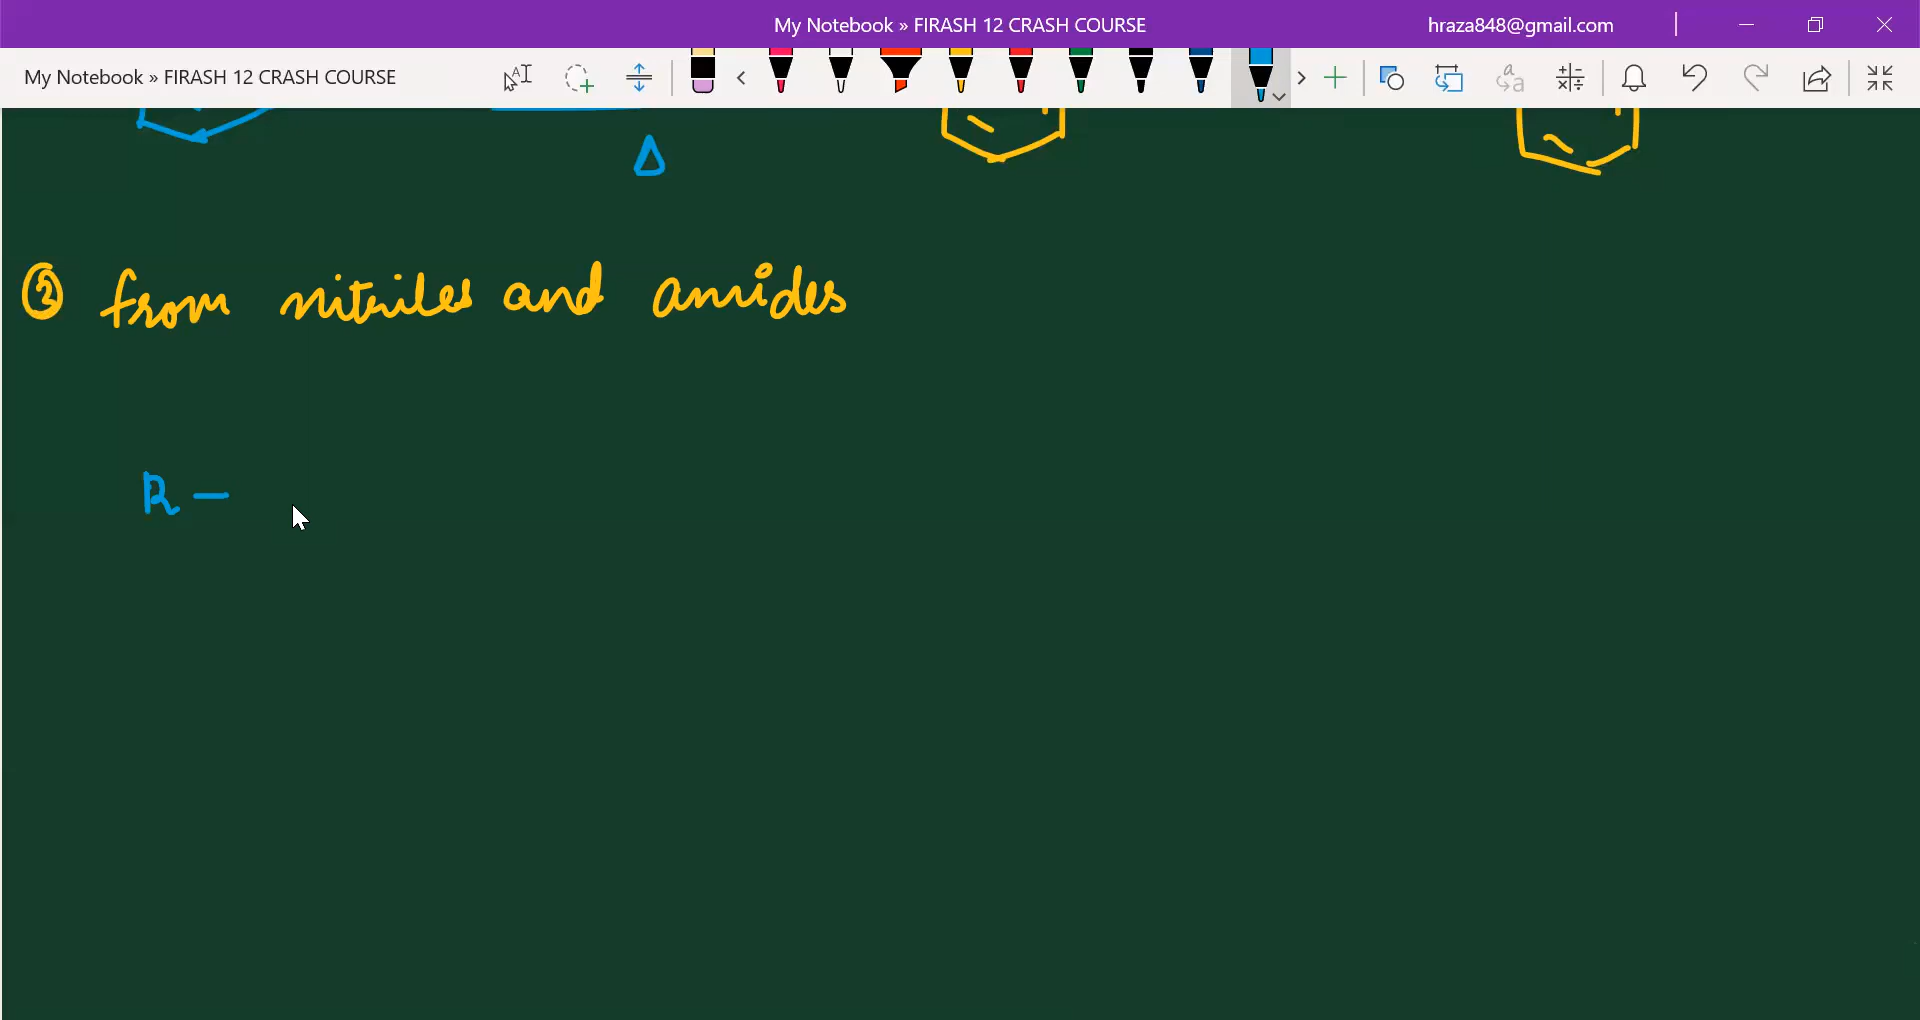 My Notebook » FIRASH 12 CRASH COURSE
hraza848@gmail.com
My Notebook » FIRASH 12 CRASH COURSE
Δ
③ from nitriles and amides
R –